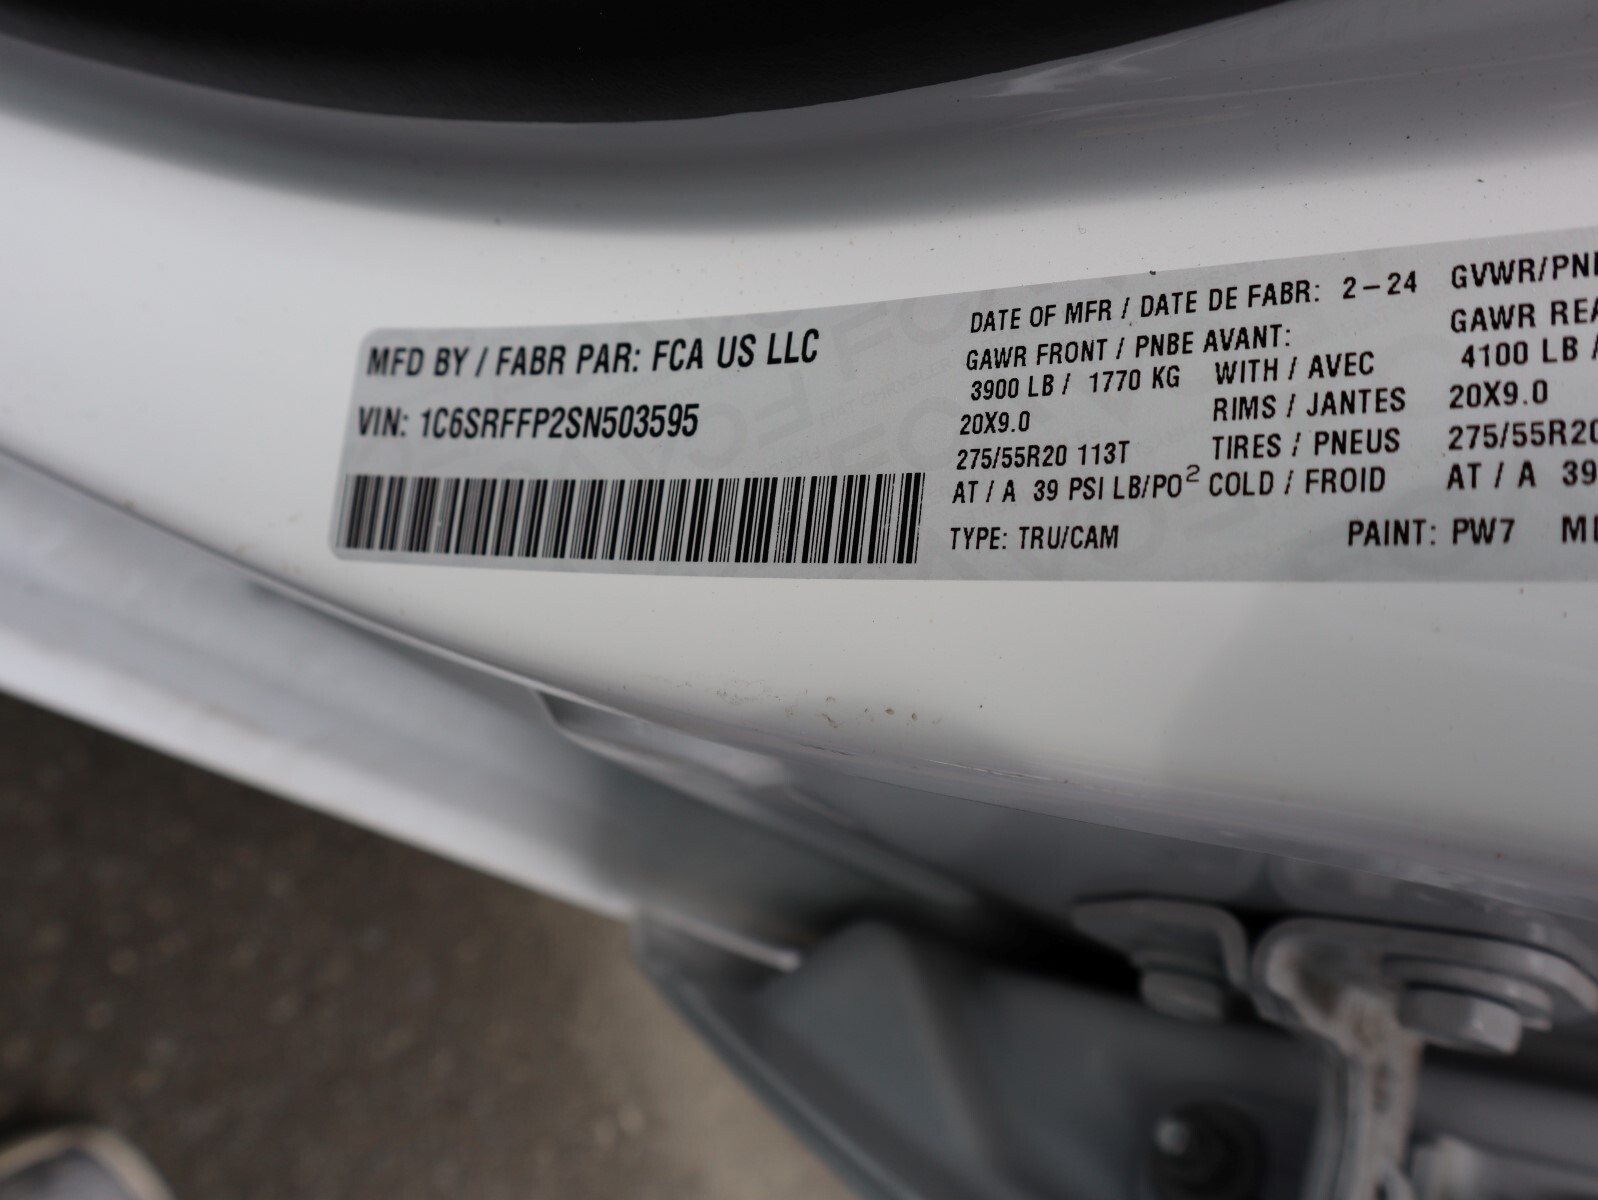 MFD BY / FABR PAR: FCA US LLC
VIN: 1C6SRFFP2SN503595
DATE OF MFR / DATE DE FABR: 2-24 GVWR/PN
GAWR FRONT / PNBE AVANT: GAWR REA
3900 LB / 1770 KG WITH / AVEC 4100 LB /
20X9.0 RIMS / JANTES 20X9.0
275/55R20 113T TIRES / PNEUS 275/55R20
AT / A 39 PSI LB/PO² COLD / FROID AT / A 39
TYPE: TRU/CAM PAINT: PW7